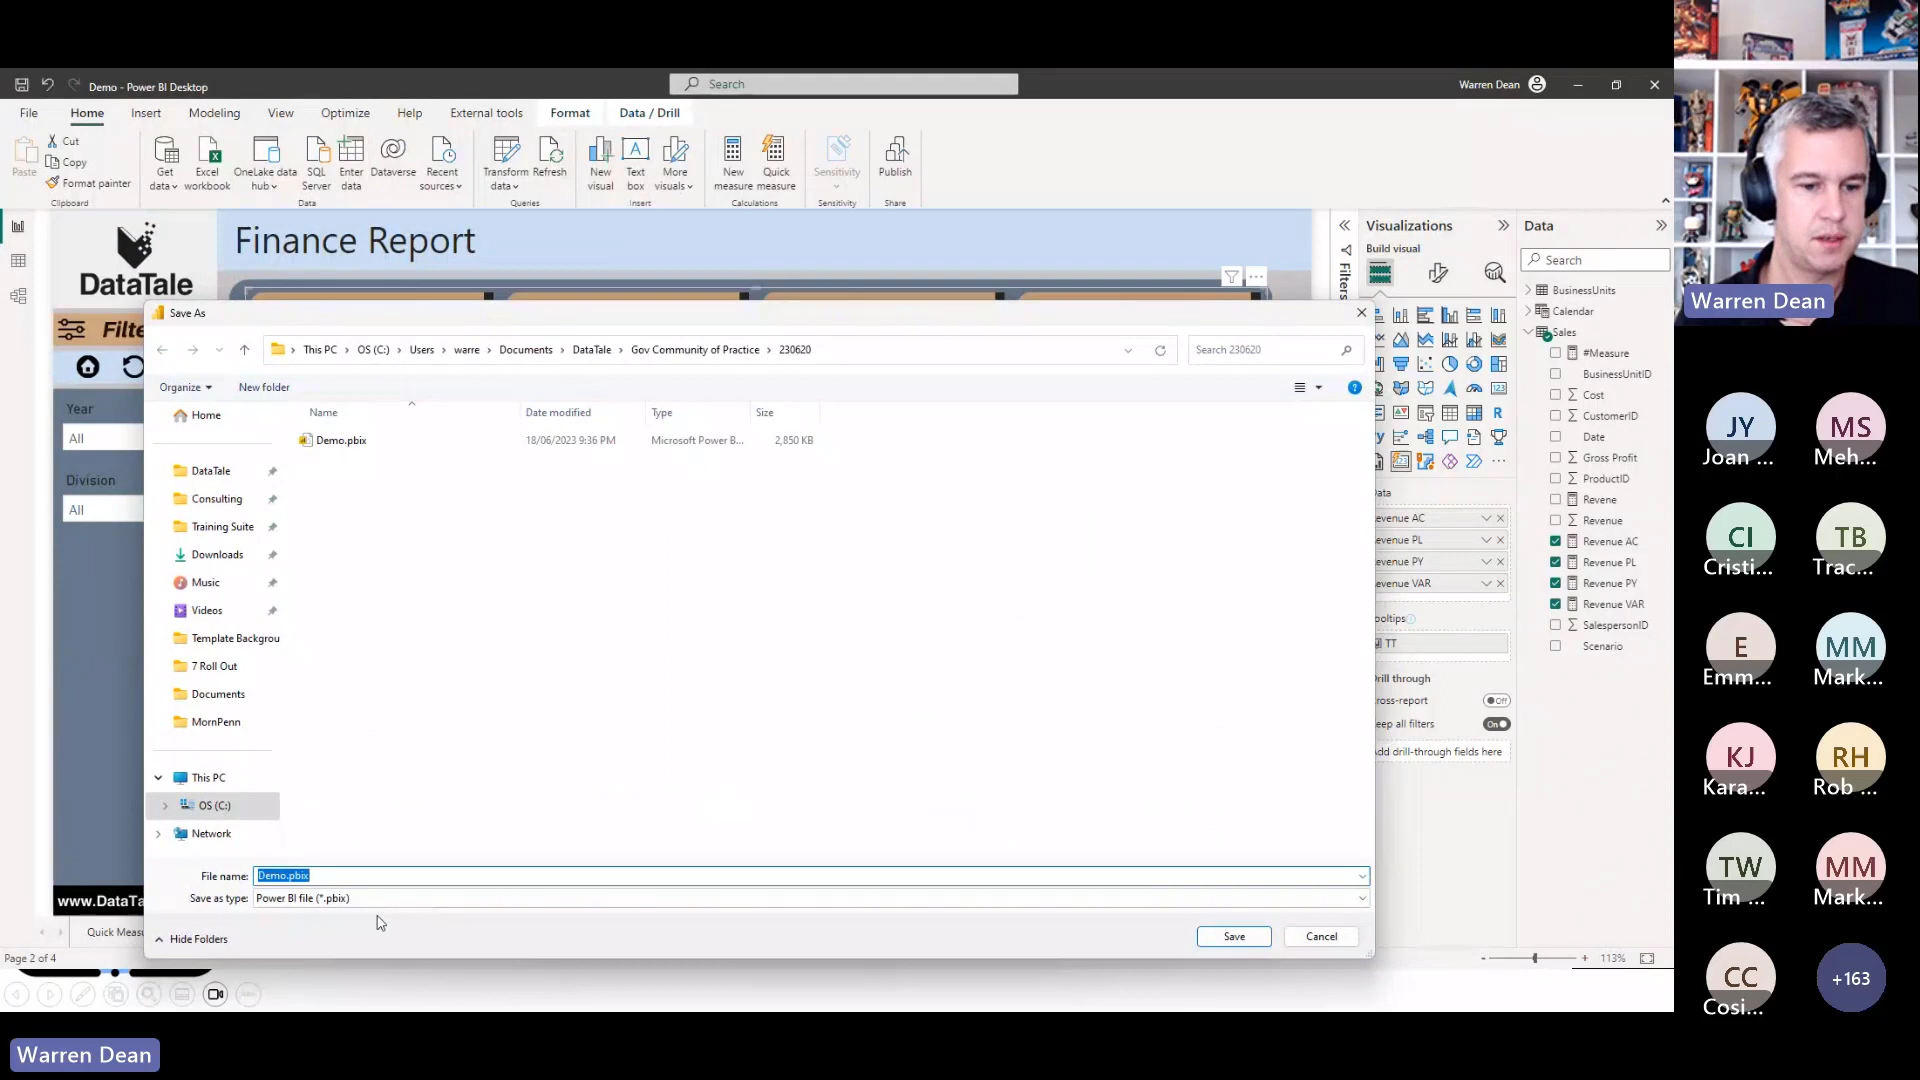 Demo - Power BI Desktop
Search
Warren Dean
File
Home
Insert
Modeling
View
Optimize
Help
External tools
Format
Data / Drill
Paste
Cut
Copy
Format painter
Clipboard
Get data
Excel workbook
OneLake data hub
SQL Server
Enter data
Dataverse
Recent sources
Data
Transform data
Refresh
Queries
New visual
Text box
More visuals
Insert
New measure
Quick measure
Calculations
Sensitivity
Sensitivity
Publish
Share
DataTale
Finance Report
Filte
Year
All
Division
All
www.DataTa
Quick Meas
Page 2 of 4
113%
Save As
This PC
OS (C:)
Users
warre
Documents
DataTale
Gov Community of Practice
230620
Search 230620
Organize
New folder
Name
Date modified
Type
Size
Demo.pbix
18/06/2023 9:36 PM
Microsoft Power B...
2,850 KB
Home
DataTale
Consulting
Training Suite
Downloads
Music
Videos
Template Backgrou
7 Roll Out
Documents
MornPenn
This PC
OS (C:)
Network
File name:
Demo.pbix
Save as type:
Power BI file (*.pbix)
Hide Folders
Save
Cancel
Filters
Visualizations
Build visual
ata
evenue AC
evenue PL
evenue PY
evenue VAR
ooltips
TT
rill through
ross-report
Off
eep all filters
On
dd drill-through fields here
Data
Search
BusinessUnits
Calendar
Sales
#Measure
BusinessUnitID
Cost
CustomerID
Date
Gross Profit
ProductID
Revene
Revenue
Revenue AC
Revenue PL
Revenue PY
Revenue VAR
SalespersonID
Scenario
Warren Dean
JY
Joan ...
MS
Meh...
CI
Cristi...
TB
Trac...
E
Emm...
MM
Mark...
KJ
Kara...
RH
Rob ...
TW
Tim ...
MM
Mark...
CC
Cosi...
+163
Warren Dean